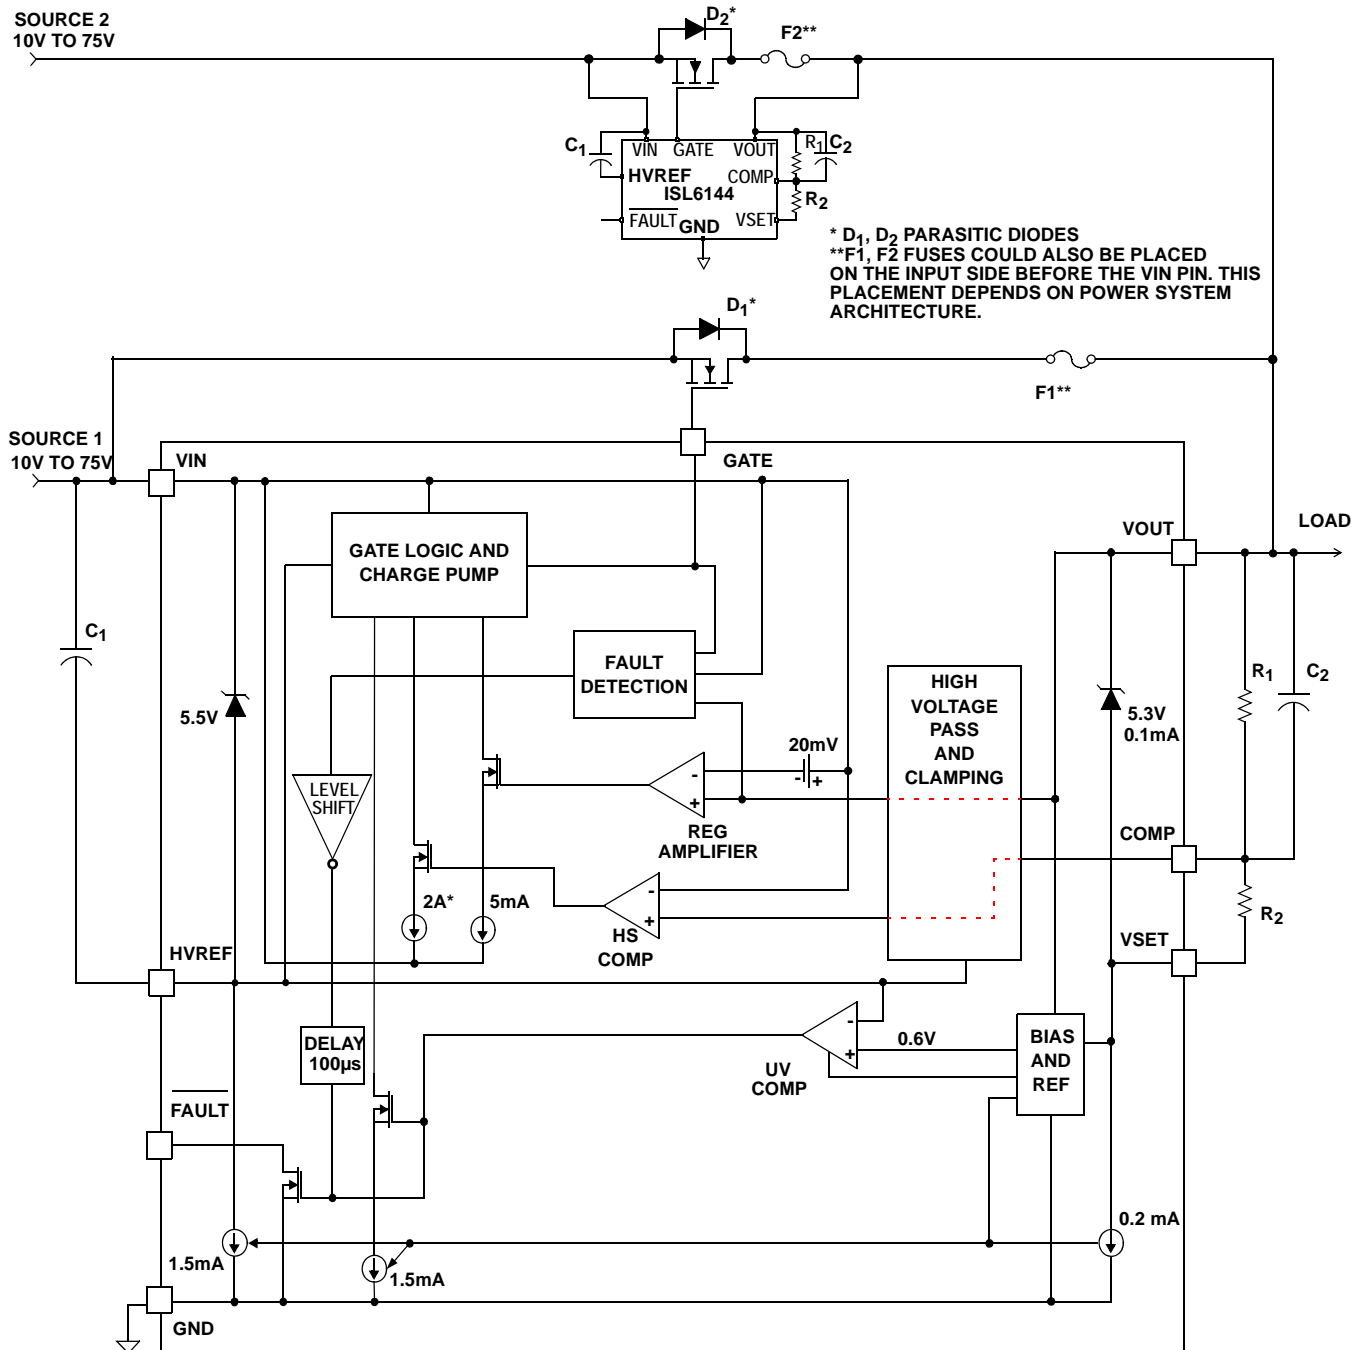 SOURCE 2
10V TO 75V
D2*
F2**
C1
VIN GATE VOUT
R1
C2
HVREF
COMP
ISL6144
R2
FAULT
GND
VSET
* D1, D2 PARASITIC DIODES
**F1, F2 FUSES COULD ALSO BE PLACED
ON THE INPUT SIDE BEFORE THE VIN PIN. THIS
PLACEMENT DEPENDS ON POWER SYSTEM
ARCHITECTURE.
D1*
F1**
SOURCE 1
10V TO 75V
VIN
GATE
VOUT
LOAD
GATE LOGIC AND
CHARGE PUMP
C1
FAULT
DETECTION
HIGH
VOLTAGE
PASS
AND
CLAMPING
R1
C2
5.5V
5.3V
0.1mA
20mV
-
+
LEVEL
SHIFT
-
+
REG
AMPLIFIER
COMP
2A*
5mA
-
+
HS
COMP
R2
HVREF
VSET
DELAY
100µs
-
+
0.6V
UV
COMP
BIAS
AND
REF
FAULT
0.2 mA
1.5mA
1.5mA
GND